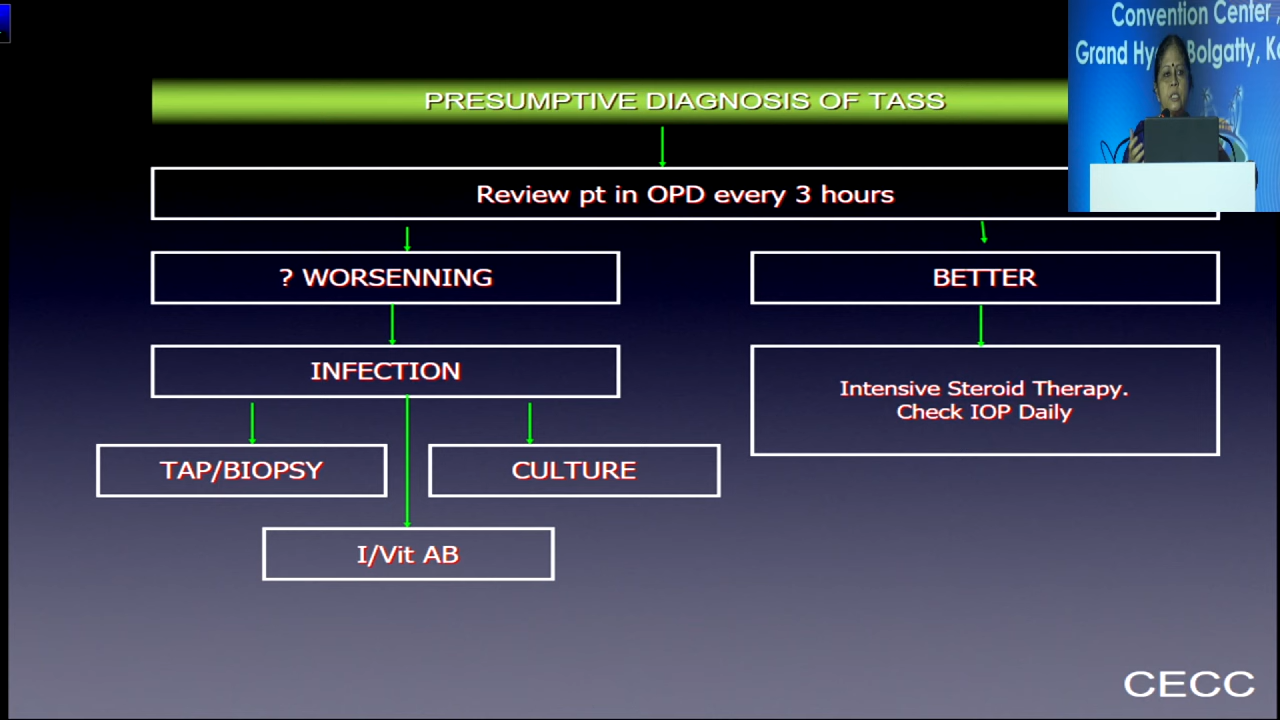 Convention Center ,
Grand Bolgatty,
PRESUMPTIVE DIAGNOSIS OF TASS
Review pt in OPD every 3 hours
? WORSENNING
BETTER
INFECTION
Intensive Steroid Therapy.
Check IOP Daily
TAP/BIOPSY
CULTURE
I/Vit AB
CECC